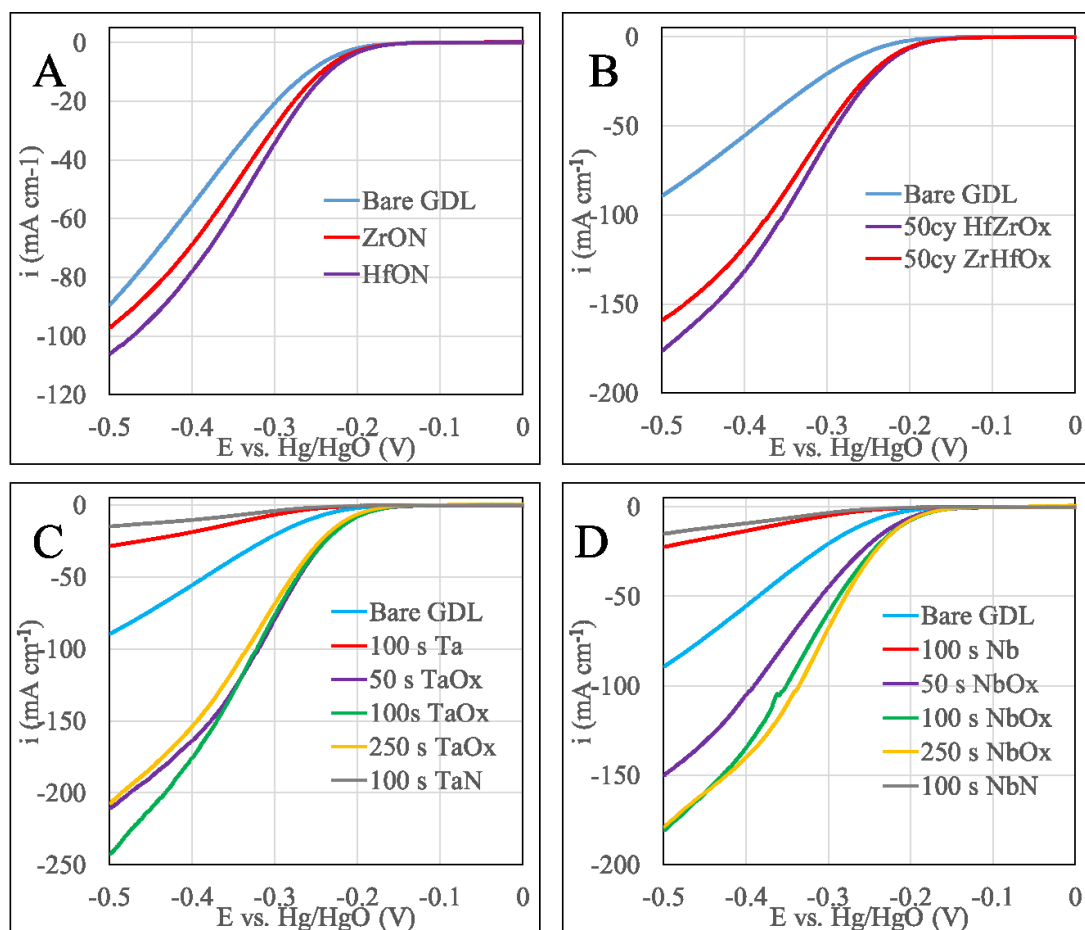 A
0
-20
-40
-60
-80
-100
-120
i (mA cm-1)
Bare GDL
ZrON
HfON
-0.5 -0.4 -0.3 -0.2 -0.1 0
E vs. Hg/HgO (V)
B
0
-50
-100
-150
-200
i (mA cm⁻¹)
Bare GDL
50cy HfZrOx
50cy ZrHfOx
-0.5 -0.4 -0.3 -0.2 -0.1 0
E vs. Hg/HgO (V)
C
0
-50
-100
-150
-200
-250
i (mA cm⁻¹)
Bare GDL
100 s Ta
50 s TaOx
100s TaOx
250 s TaOx
100 s TaN
-0.5 -0.4 -0.3 -0.2 -0.1 0
E vs. Hg/HgO (V)
D
0
-50
-100
-150
-200
i (mA cm⁻¹)
Bare GDL
100 s Nb
50 s NbOx
100 s NbOx
250 s NbOx
100 s NbN
-0.5 -0.4 -0.3 -0.2 -0.1 0
E vs. Hg/HgO (V)